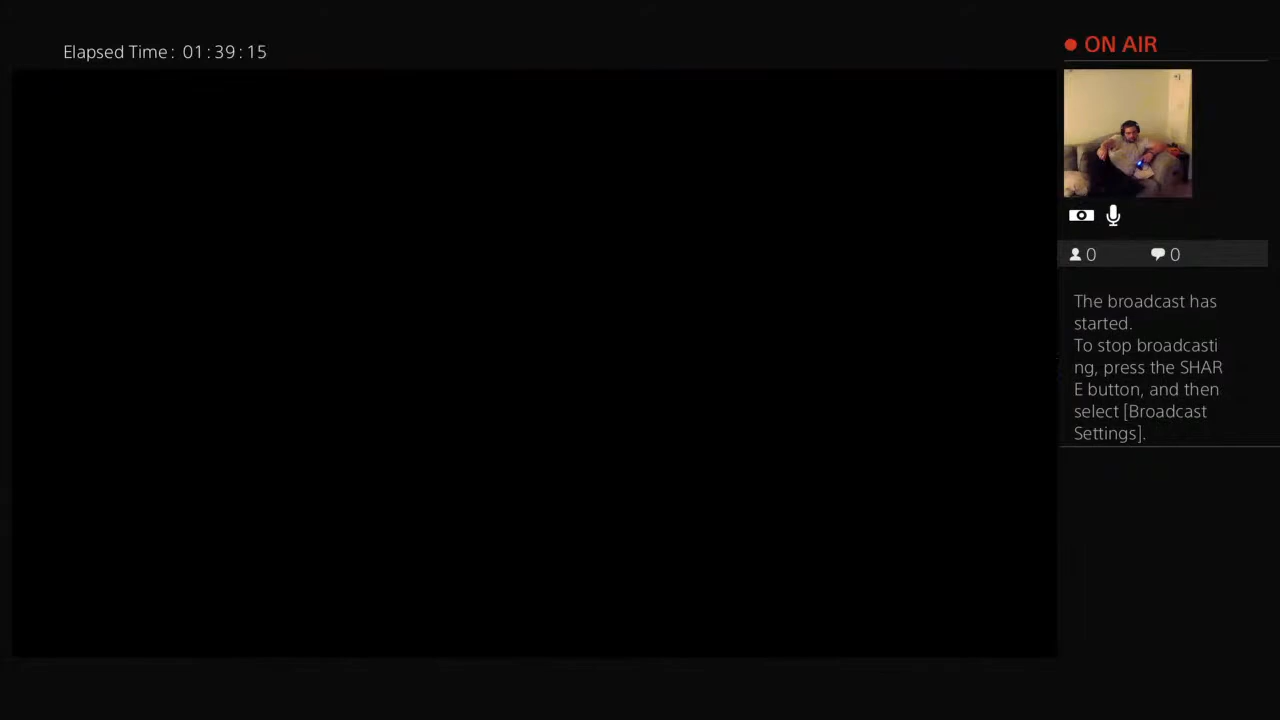 Elapsed Time: 01:39:15
ON AIR
0 0
The broadcast has
started.
To stop broadcasti
ng, press the SHAR
E button, and then
select [Broadcast
Settings].